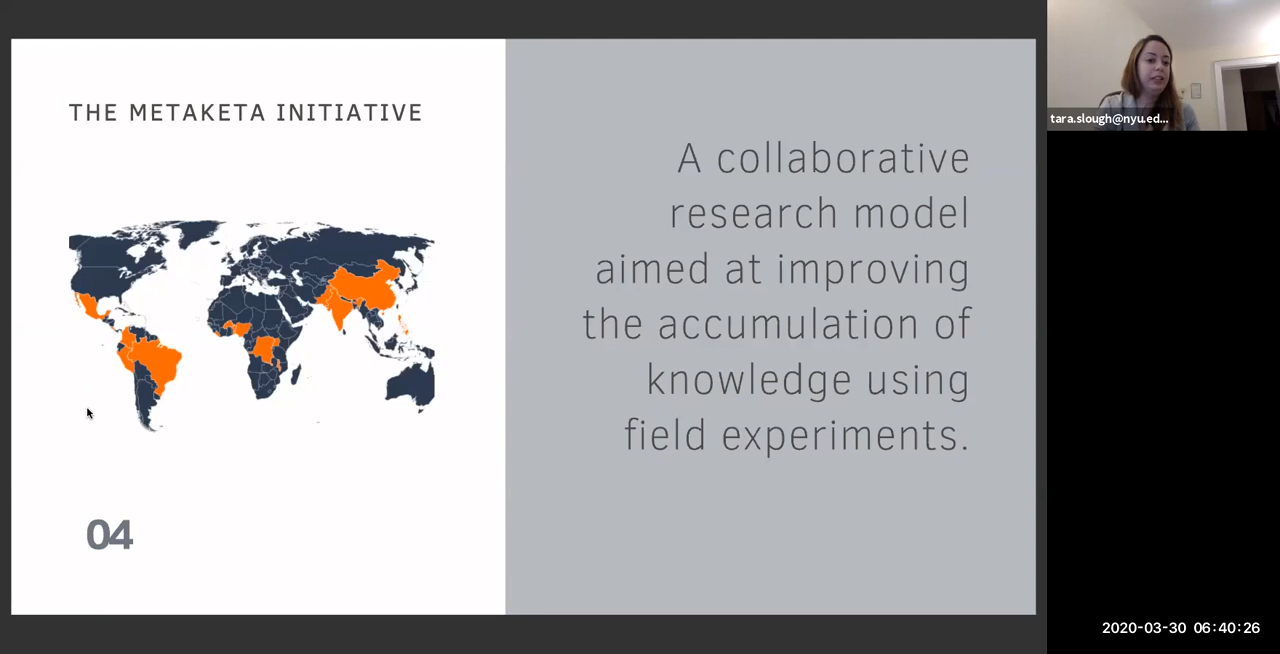 THE METAKETA INITIATIVE
04
A collaborative
research model
aimed at improving
the accumulation of
knowledge using
field experiments.
tara.slough@nyu.ed...
2020-03-30 06:40:26